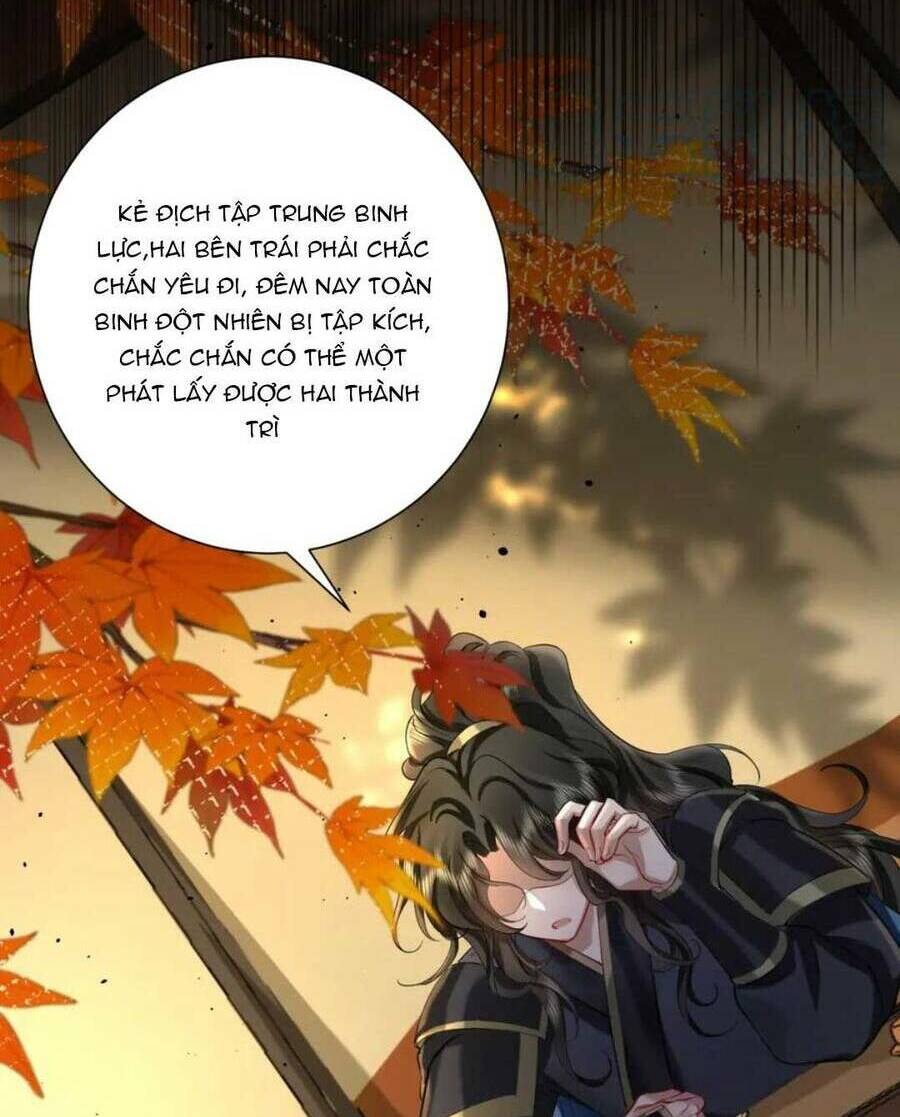 KẺ ĐỊCH TẬP TRUNG BINH
LỰC,HAI BÊN TRÁI PHẢI CHẮC
CHẮN YÊU ĐI, ĐÊM NAY TOÀN
BINH ĐỘT NHIÊN BỊ TẬP KÍCH,
CHẮC CHẮN CÓ THỂ MỘT
PHÁT LẤY ĐƯỢC HAI THÀNH
TRÌ